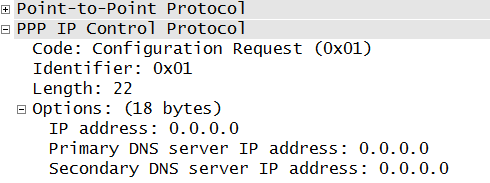 Point-to-Point Protocol
PPP IP Control Protocol
Code: Configuration Request (0x01)
Identifier: 0x01
Length: 22
Options: (18 bytes)
IP address: 0.0.0.0
Primary DNS server IP address: 0.0.0.0
Secondary DNS server IP address: 0.0.0.0